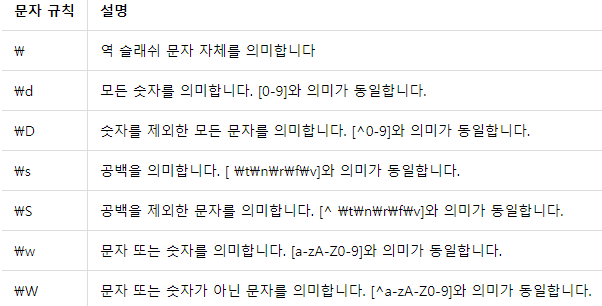 문자 규칙 설명
₩ 역 슬래쉬 문자 자체를 의미합니다
₩d 모든 숫자를 의미합니다. [0-9]와 의미가 동일합니다.
₩D 숫자를 제외한 모든 문자를 의미합니다. [^0-9]와 의미가 동일합니다.
₩s 공백을 의미합니다. [ ₩t₩n₩r₩f₩v]와 의미가 동일합니다.
₩S 공백을 제외한 문자를 의미합니다. [^ ₩t₩n₩r₩f₩v]와 의미가 동일합니다.
₩w 문자 또는 숫자를 의미합니다. [a-zA-Z0-9]와 의미가 동일합니다.
₩W 문자 또는 숫자가 아닌 문자를 의미합니다. [^a-zA-Z0-9]와 의미가 동일합니다.